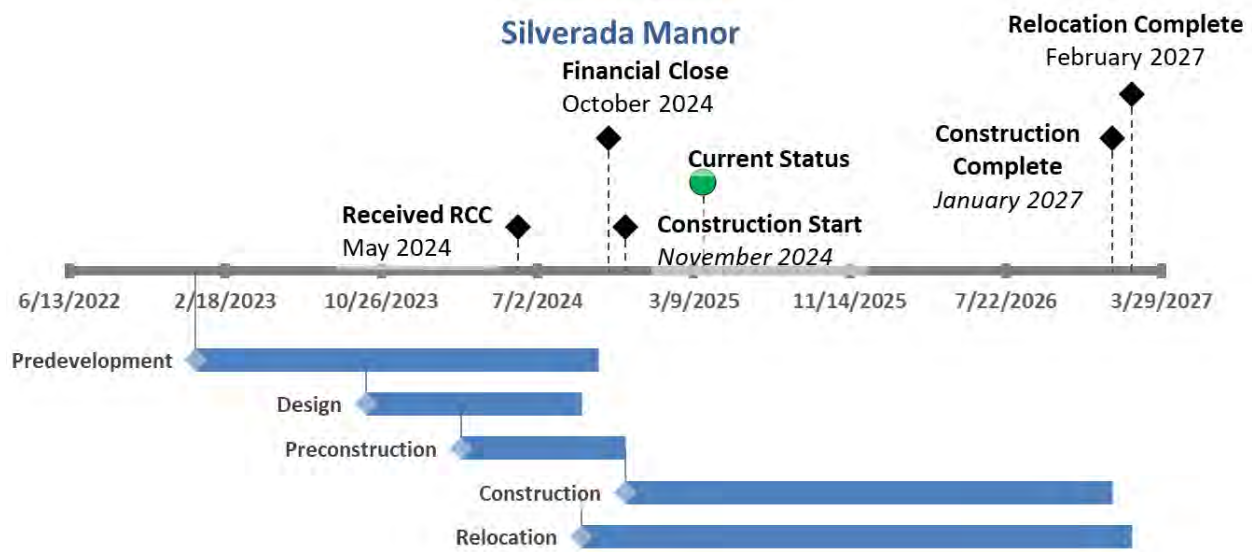 Silverada Manor
Relocation Complete
February 2027
Financial Close
October 2024
Construction
Complete
January 2027
Current Status
Received RCC
May 2024
Construction Start
November 2024
6/13/2022 2/18/2023 10/26/2023 7/2/2024 3/9/2025 11/14/2025 7/22/2026 3/29/2027
Predevelopment
Design
Preconstruction
Construction
Relocation